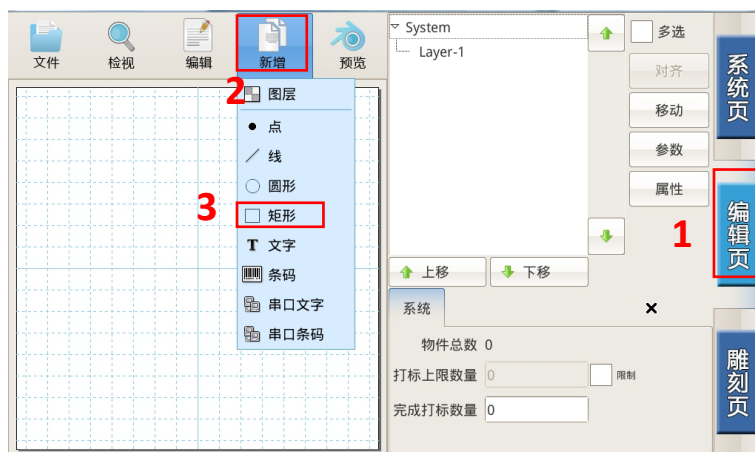 文件 检视 编辑 新增 预览
2
图层
点
线
圆形
3
矩形
T 文字
条码
串口文字
串口条码
System
Layer-1
多选
对齐
移动
参数
属性
1
上移 下移
系统
物件总数 0
打标上限数量 0 限制
完成打标数量 0
系统页
编辑页
雕刻页